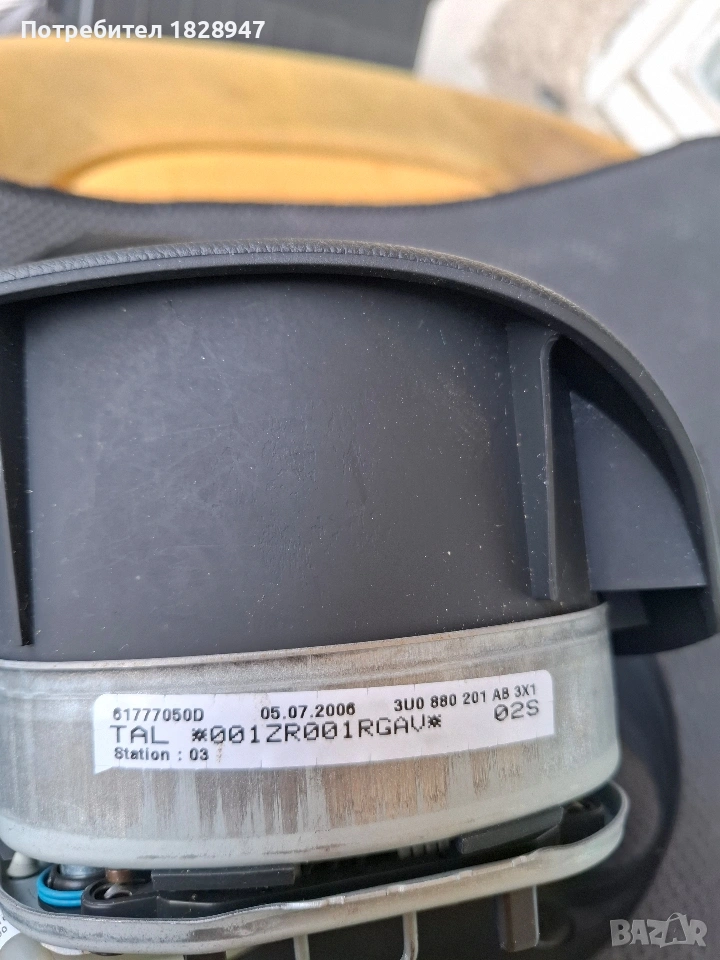 Потребител 1828947
61777050D 05.07.2006 3U0 880 201 AB 3X1
TAL *001ZR001RGAV* 02S
Station : 03
BAZAR